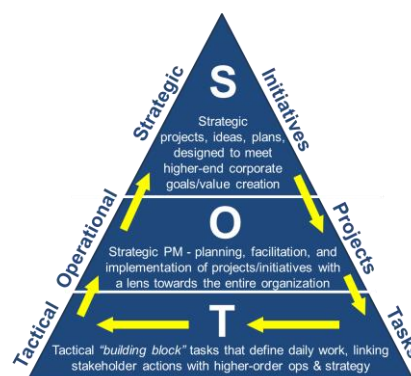 S
Strategic
projects, ideas, plans,
designed to meet
higher-end corporate
goals/value creation
Strategic
Initiatives
O
Strategic PM - planning, facilitation, and
implementation of projects/initiatives with
a lens towards the entire organization
Operational
Projects
T
Tactical "building block" tasks that define daily work, linking
stakeholder actions with higher-order ops & strategy
Tactical
Tasks